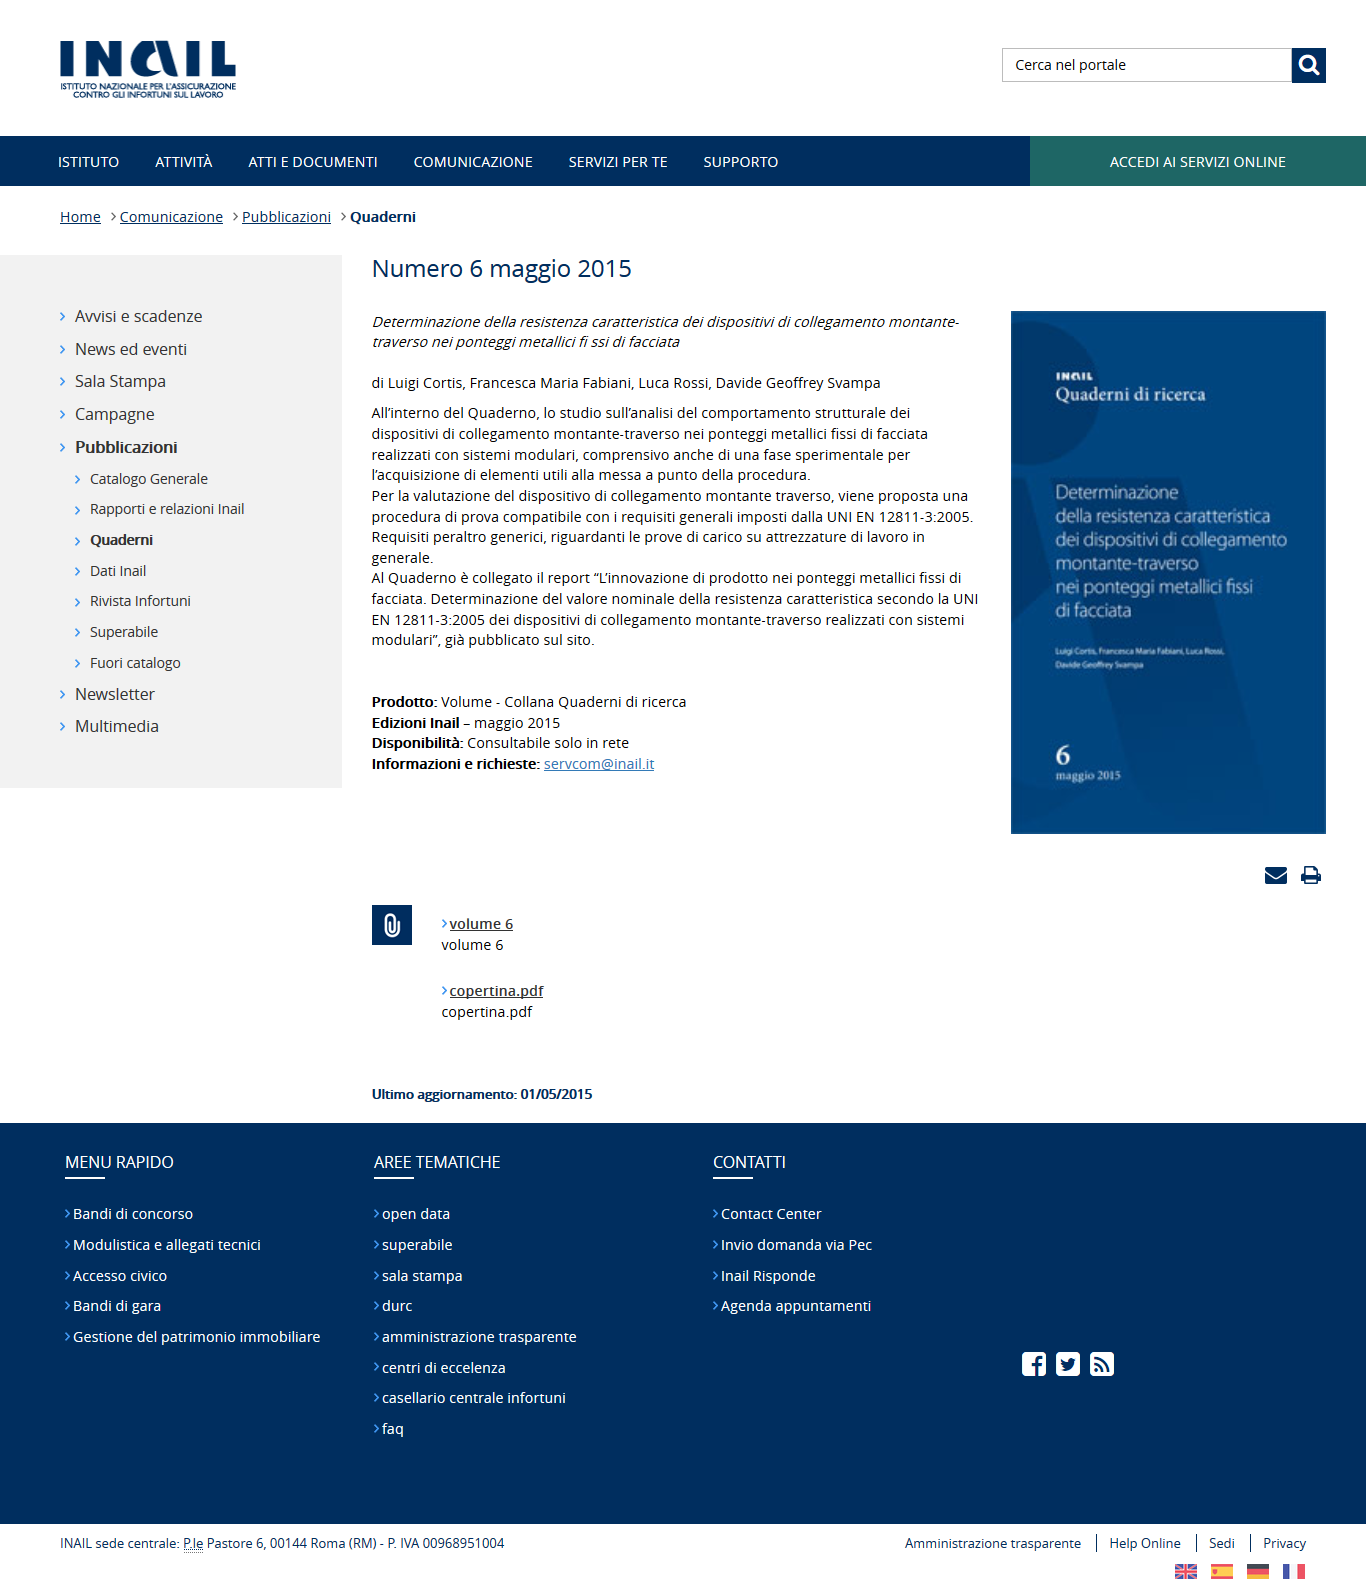 INAIL
ISTITUTO NAZIONALE PER L'ASSICURAZIONE
CONTRO GLI INFORTUNI SUL LAVORO
Cerca nel portale
ISTITUTO ATTIVITÀ ATTI E DOCUMENTI COMUNICAZIONE SERVIZI PER TE SUPPORTO ACCEDI AI SERVIZI ONLINE
Home Comunicazione Pubblicazioni Quaderni
Avvisi e scadenze
News ed eventi
Sala Stampa
Campagne
Pubblicazioni
Catalogo Generale
Rapporti e relazioni Inail
Quaderni
Dati Inail
Rivista Infortuni
Superabile
Fuori catalogo
Newsletter
Multimedia
Numero 6 maggio 2015
Determinazione della resistenza caratteristica dei dispositivi di collegamento montante-
traverso nei ponteggi metallici fi ssi di facciata
di Luigi Cortis, Francesca Maria Fabiani, Luca Rossi, Davide Geoffrey Svampa
All’interno del Quaderno, lo studio sull’analisi del comportamento strutturale dei
dispositivi di collegamento montante-traverso nei ponteggi metallici fissi di facciata
realizzati con sistemi modulari, comprensivo anche di una fase sperimentale per
l’acquisizione di elementi utili alla messa a punto della procedura.
Per la valutazione del dispositivo di collegamento montante traverso, viene proposta una
procedura di prova compatibile con i requisiti generali imposti dalla UNI EN 12811-3:2005.
Requisiti peraltro generici, riguardanti le prove di carico su attrezzature di lavoro in
generale.
Al Quaderno è collegato il report “L’innovazione di prodotto nei ponteggi metallici fissi di
facciata. Determinazione del valore nominale della resistenza caratteristica secondo la UNI
EN 12811-3:2005 dei dispositivi di collegamento montante-traverso realizzati con sistemi
modulari”, già pubblicato sul sito.
Prodotto: Volume - Collana Quaderni di ricerca
Edizioni Inail – maggio 2015
Disponibilità: Consultabile solo in rete
Informazioni e richieste: servcom@inail.it
INAIL
Quaderni di ricerca
Determinazione
della resistenza caratteristica
dei dispositivi di collegamento
montante-traverso
nei ponteggi metallici fissi
di facciata
Luigi Cortis, Francesca Maria Fabiani, Luca Rossi,
Davide Geoffrey Svampa
6
maggio 2015
volume 6
volume 6
copertina.pdf
copertina.pdf
Ultimo aggiornamento: 01/05/2015
MENU RAPIDO
Bandi di concorso
Modulistica e allegati tecnici
Accesso civico
Bandi di gara
Gestione del patrimonio immobiliare
AREE TEMATICHE
open data
superabile
sala stampa
durc
amministrazione trasparente
centri di eccelenza
casellario centrale infortuni
faq
CONTATTI
Contact Center
Invio domanda via Pec
Inail Risponde
Agenda appuntamenti
INAIL sede centrale: P.le Pastore 6, 00144 Roma (RM) - P. IVA 00968951004
Amministrazione trasparente Help Online Sedi Privacy